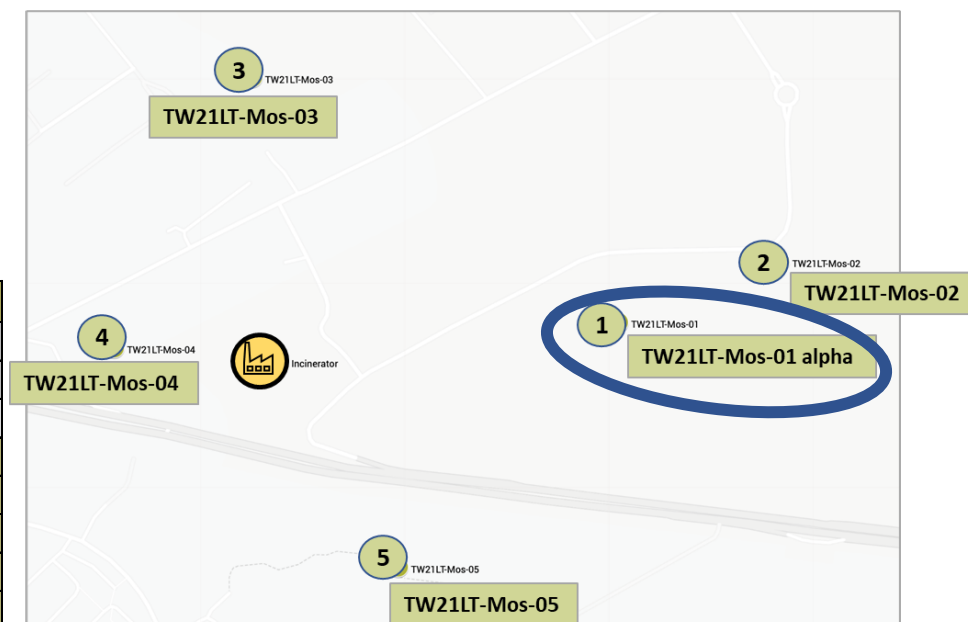 3
TW21LT-Mos-03
TW21LT-Mos-03
2
TW21LT-Mos-02
TW21LT-Mos-02
1
TW21LT-Mos-01
TW21LT-Mos-01 alpha
4
TW21LT-Mos-04
TW21LT-Mos-04
Incinerator
5
TW21LT-Mos-05
TW21LT-Mos-05